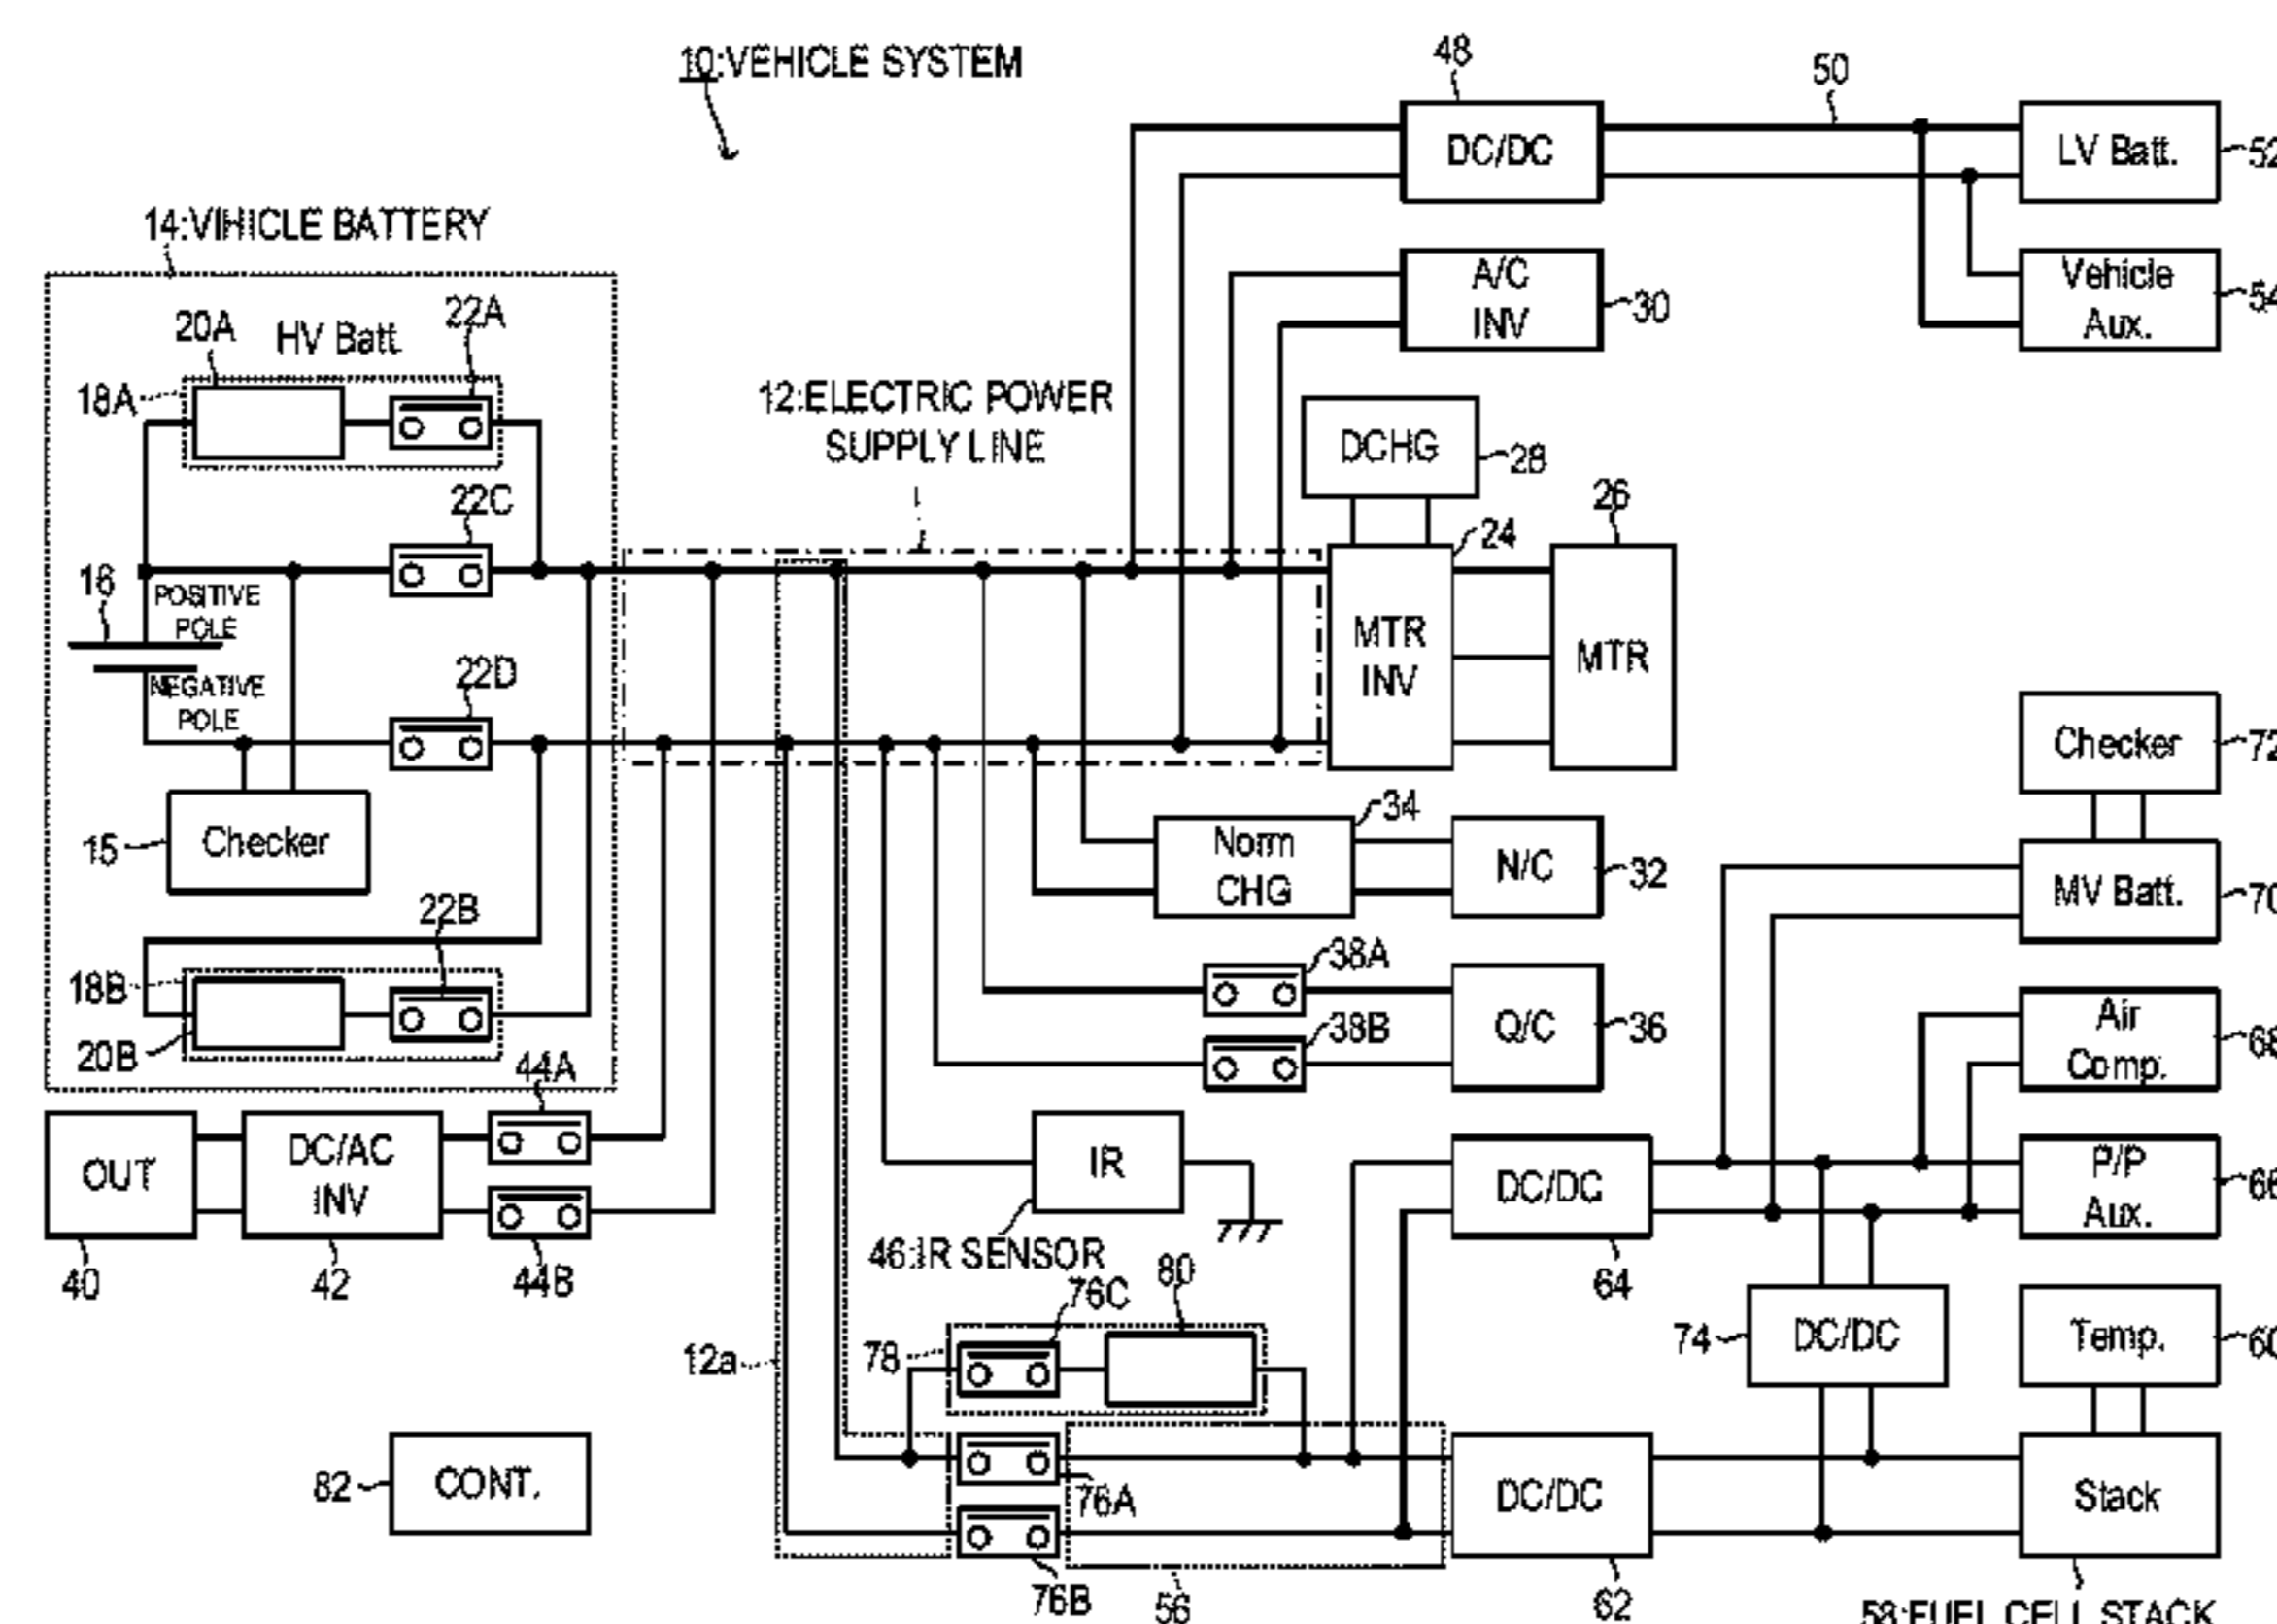 10:VEHICLE SYSTEM
48
50
DC/DC
LV Batt.
52
14:VIHICLE BATTERY
A/C
INV
30
Vehicle
Aux.
54
20A
HV Batt.
22A
18A
12:ELECTRIC POWER
SUPPLY LINE
DCHG
28
22C
26
24
16
POSITIVE
POLE
MTR
INV
MTR
NEGATIVE
POLE
22D
Checker
72
15
Checker
34
Norm
CHG
N/C
32
MV Batt.
70
22B
38A
18B
20B
38B
Q/C
36
Air
Comp.
68
44A
OUT
DC/AC
INV
IR
DC/DC
P/P
Aux.
66
40
42
44B
46:IR SENSOR
80
64
76C
78
12a
74
DC/DC
Temp.
60
82
CONT.
76A
DC/DC
Stack
76B
56
62
58:FUEL CELL STACK